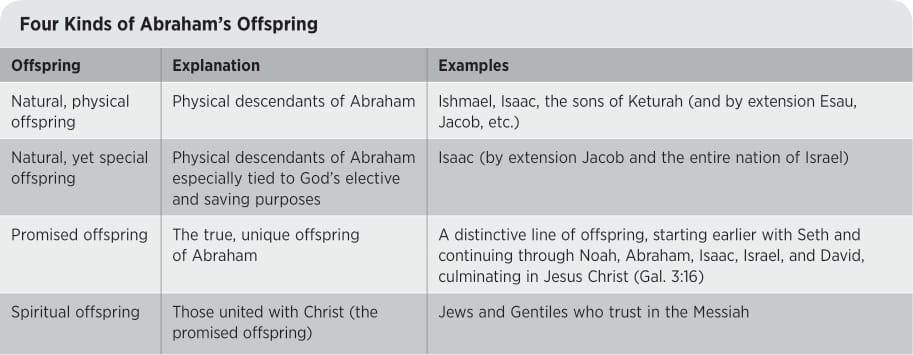 Four Kinds of Abraham’s Offspring
Offspring Explanation Examples
Natural, physical
offspring
Physical descendants of Abraham
Ishmael, Isaac, the sons of Keturah (and by extension Esau,
Jacob, etc.)
Natural, yet special
offspring
Physical descendants of Abraham
especially tied to God’s elective
and saving purposes
Isaac (by extension Jacob and the entire nation of Israel)
Promised offspring
The true, unique offspring
of Abraham
A distinctive line of offspring, starting earlier with Seth and
continuing through Noah, Abraham, Isaac, Israel, and David,
culminating in Jesus Christ (Gal. 3:16)
Spiritual offspring
Those united with Christ (the
promised offspring)
Jews and Gentiles who trust in the Messiah